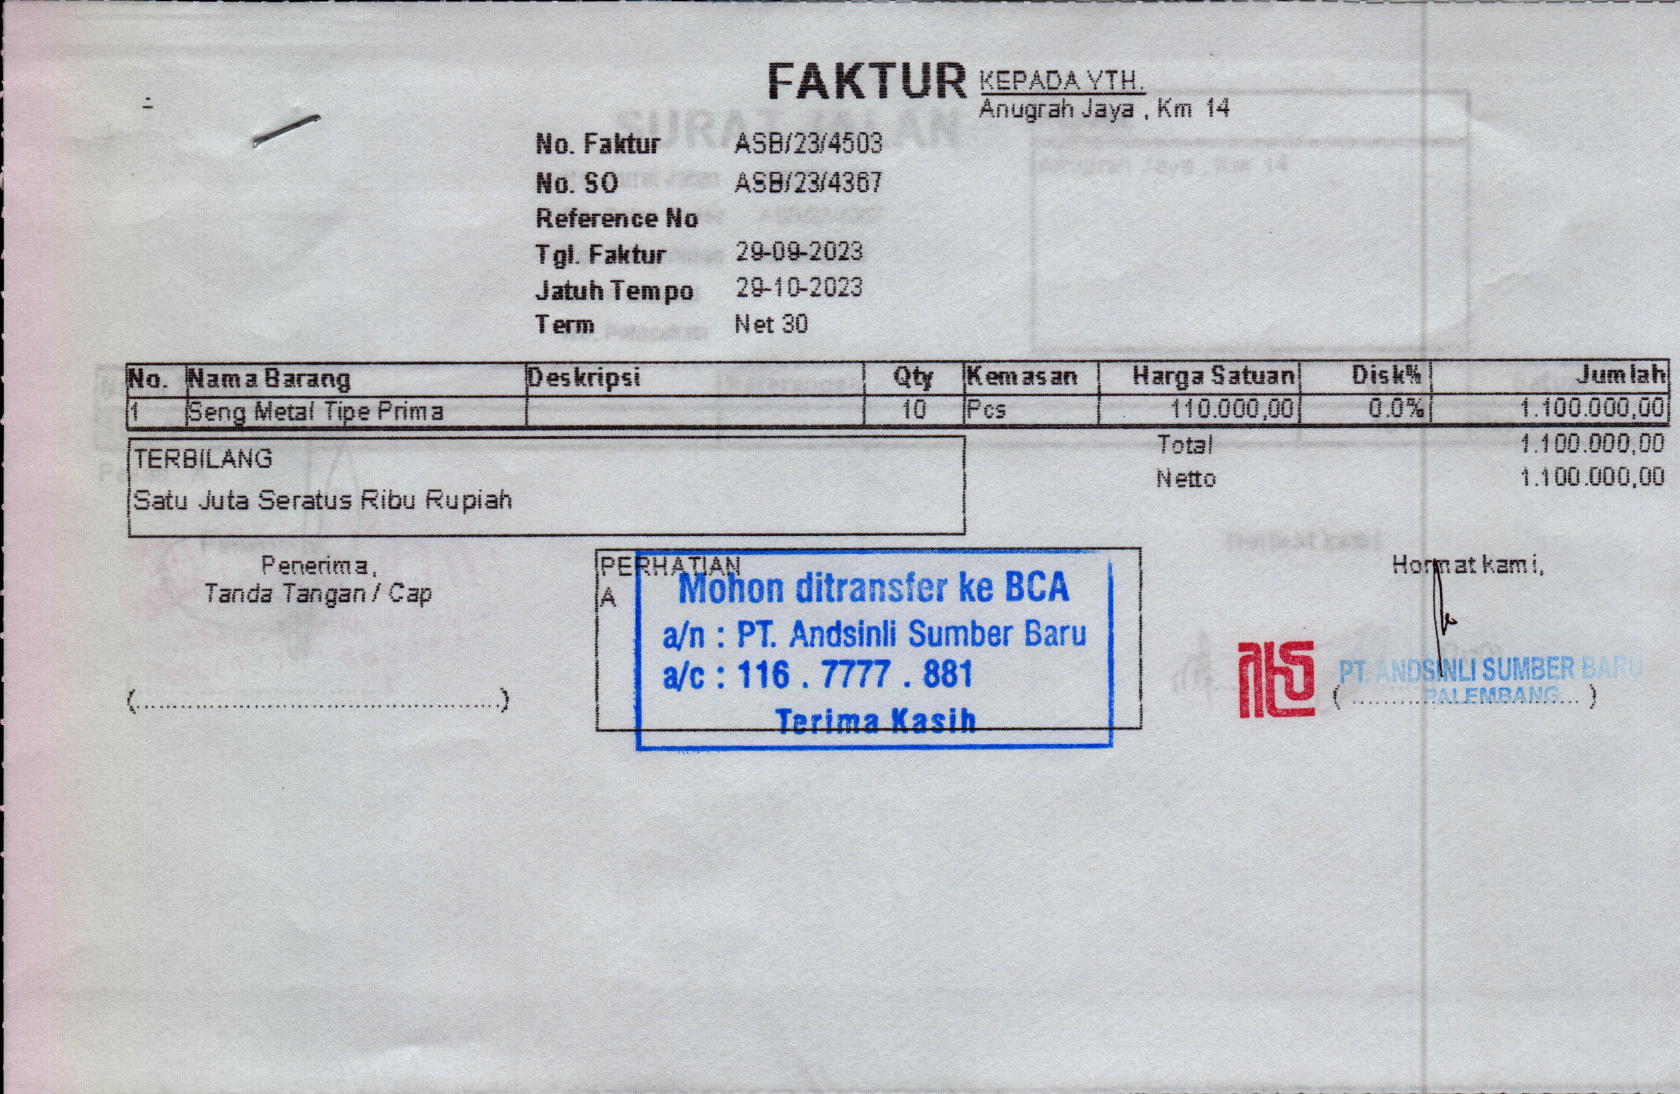 FAKTUR
KEPADA YTH.
Anugrah Jaya , Km 14
No. Faktur ASB/23/4503
No. SO ASB/23/4367
Reference No
Tgl. Faktur 29-09-2023
Jatuh Tempo 29-10-2023
Term Net 30
No. Nama Barang Deskripsi Qty Kemasan Harga Satuan Disk% Jumlah
1 Seng Metal Tipe Prima 10 Pcs 110.000,00 0.0% 1.100.000,00
Total 1.100.000,00
Netto 1.100.000,00
TERBILANG
Satu Juta Seratus Ribu Rupiah
Penerima,
Tanda Tangan / Cap
(....................................................)
PERHATIAN
A
Mohon ditransfer ke BCA
a/n : PT. Andsinli Sumber Baru
a/c : 116 . 7777 . 881
Terima Kasih
Hormat kami,
PT. ANDSINLI SUMBER BARU
PALEMBANG
(................................)